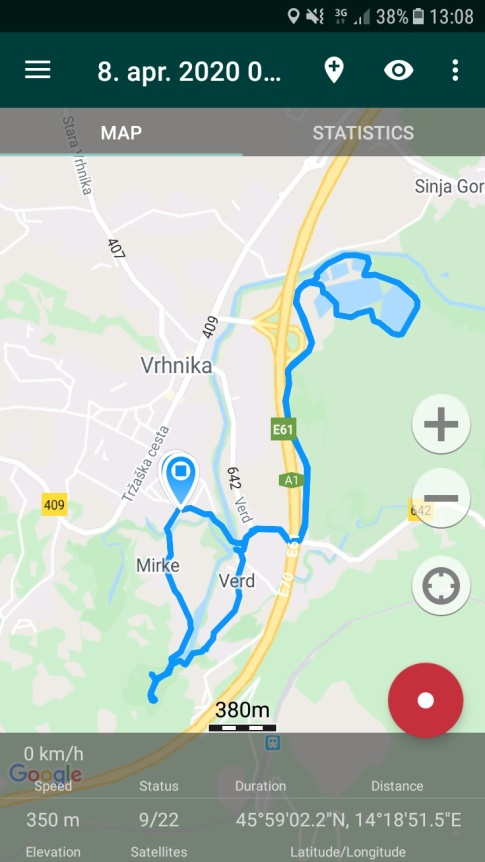 3G 38% 13:08
8. apr. 2020 0...
MAP STATISTICS
Stara Vrhnika
Sinja Gor
407
409
Vrhnika
E61
Tržaška cesta
A1
409
642
Verd
642
E61
Mirke
Verd
E70
380m
0 km/h
Google
Speed Status Duration Distance
350 m 9/22 45°59'02.2"N, 14°18'51.5"E
Elevation Satellites Latitude/Longitude